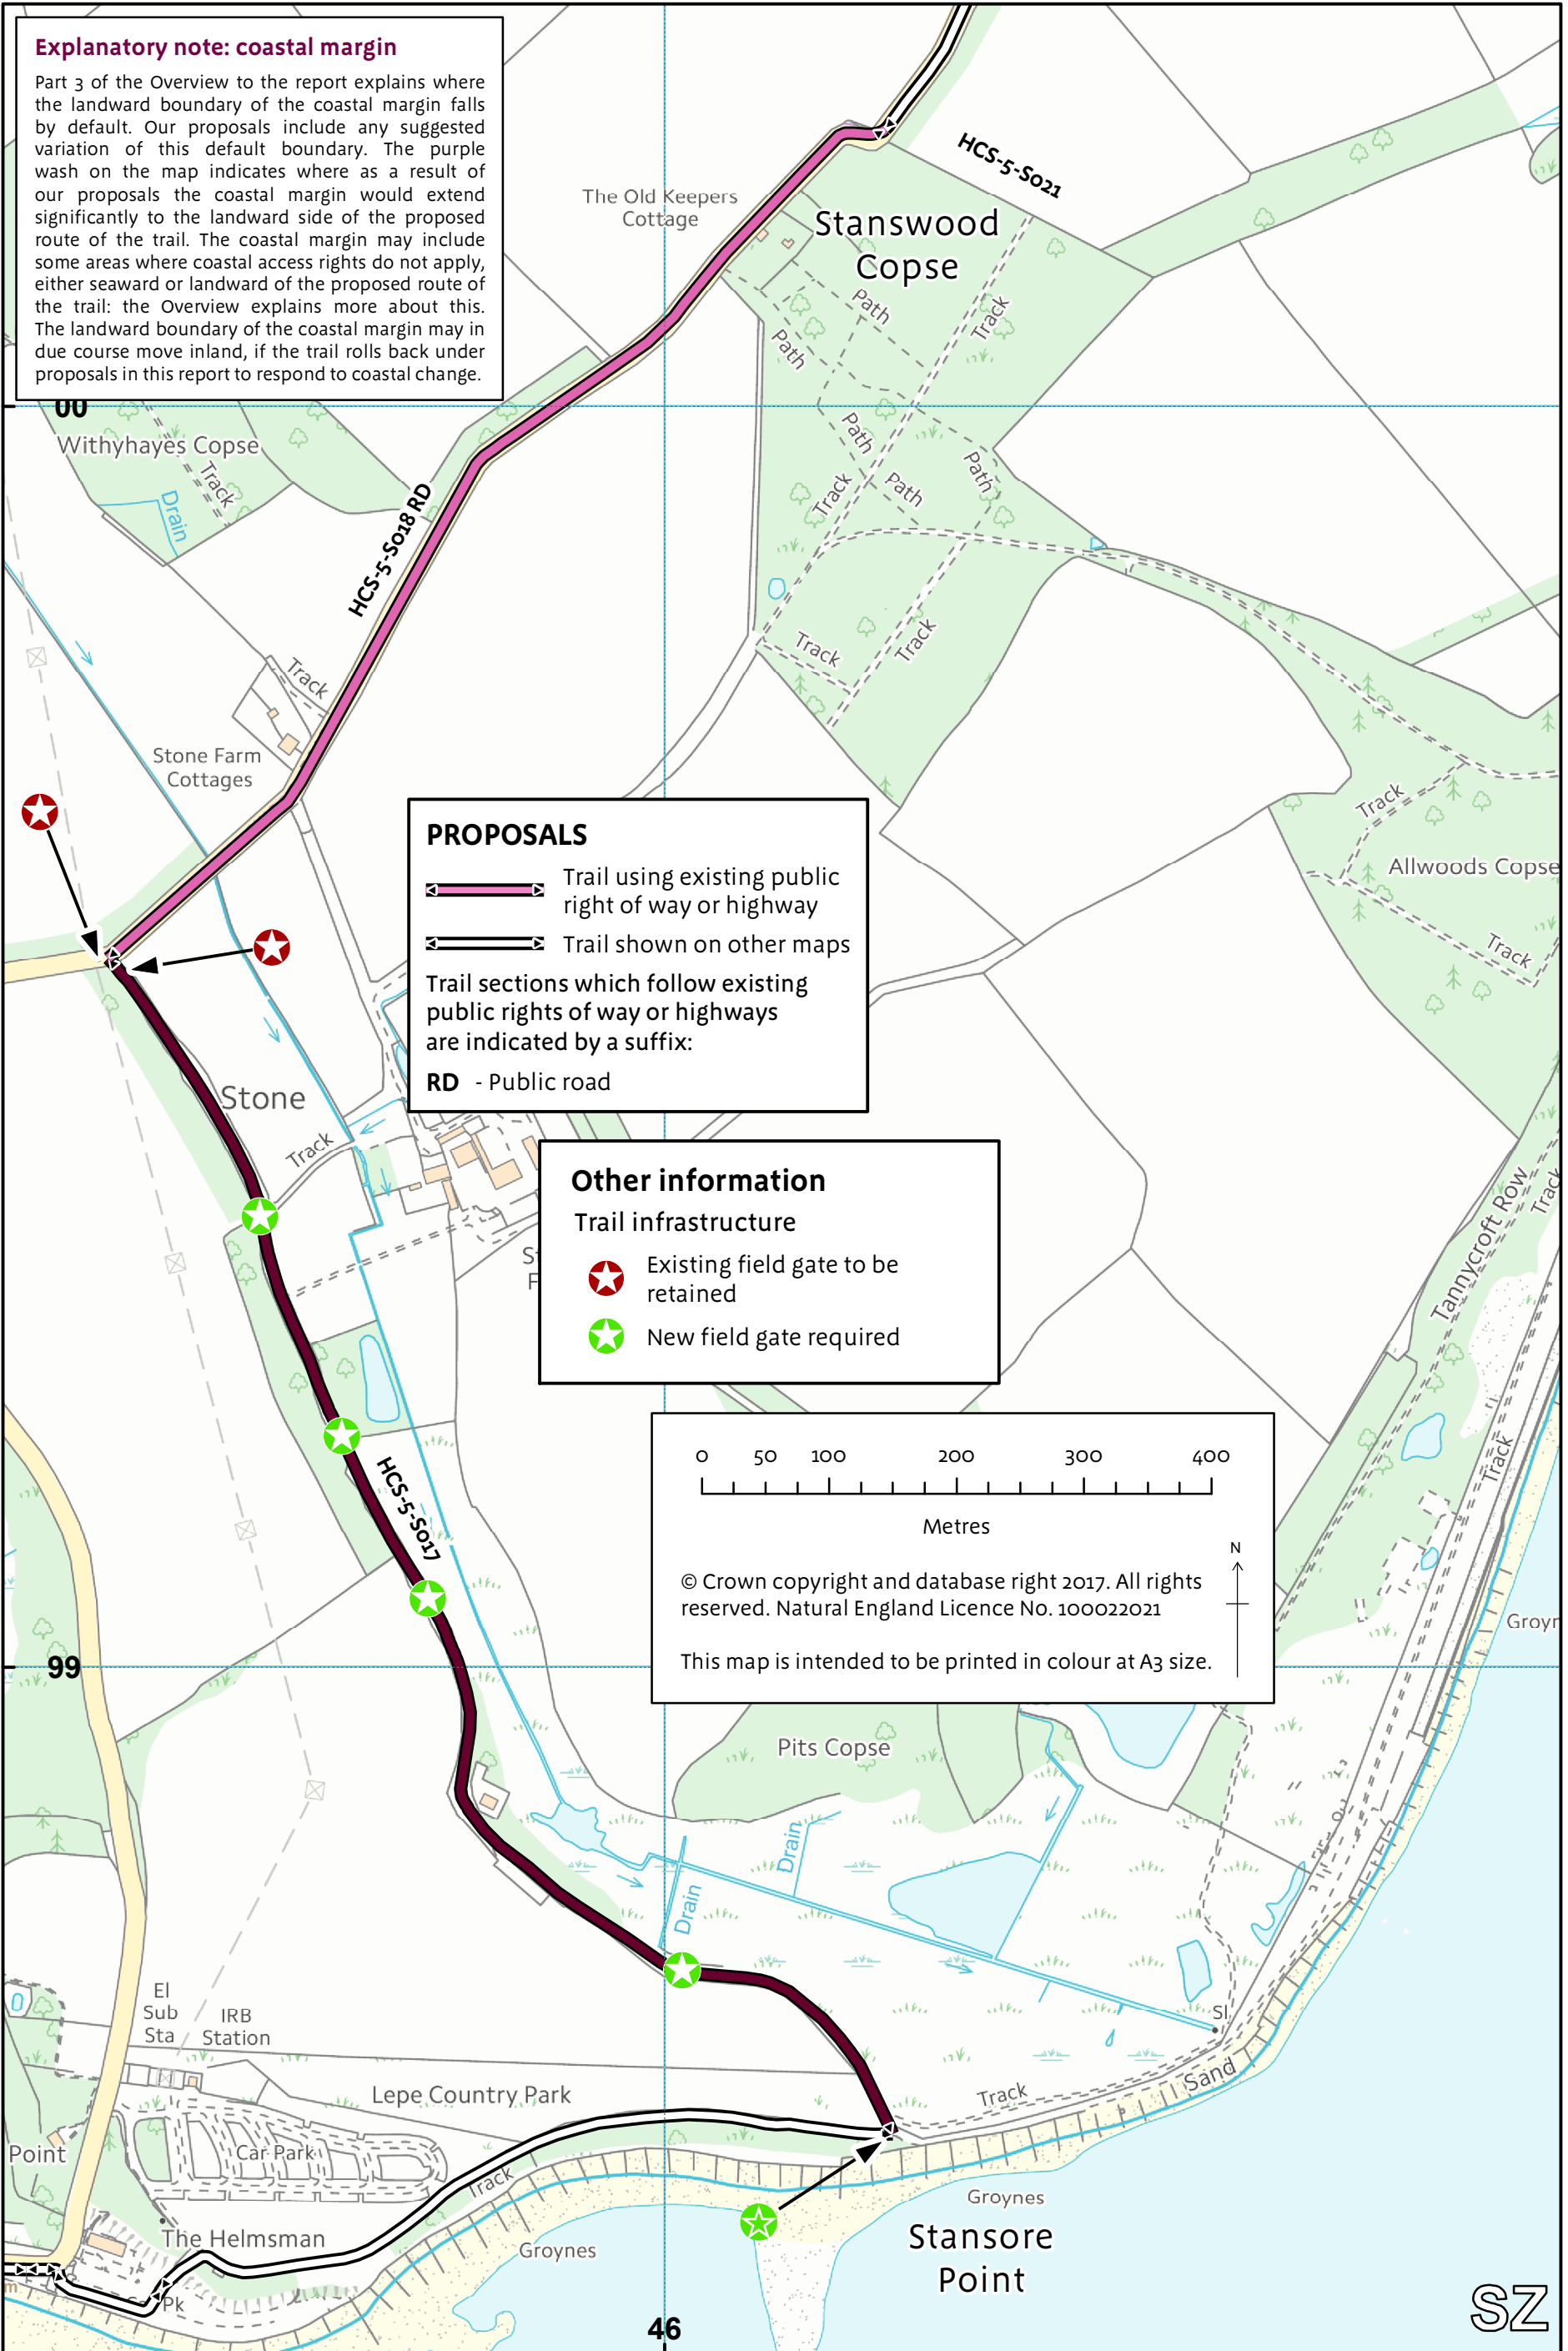 Explanatory note: coastal margin
Part 3 of the Overview to the report explains where
the landward boundary of the coastal margin falls
by default. Our proposals include any suggested
variation of this default boundary. The purple
wash on the map indicates where as a result of
our proposals the coastal margin would extend
significantly to the landward side of the proposed
route of the trail. The coastal margin may include
some areas where coastal access rights do not apply,
either seaward or landward of the proposed route of
the trail: the Overview explains more about this.
The landward boundary of the coastal margin may in
due course move inland, if the trail rolls back under
proposals in this report to respond to coastal change.
HCS-5-S021
The Old Keepers
Cottage
Stanswood
Copse
Path
Track
Path
00
Withyhayes Copse
Track
Drain
Path
Path
Track
Path
HCS-5-S018 RD
Track
Track
Track
Stone Farm
Cottages
Track
Allwoods Copse
Track
PROPOSALS
Trail using existing public
right of way or highway
Trail shown on other maps
Trail sections which follow existing
public rights of way or highways
are indicated by a suffix:
RD - Public road
Stone
Track
Tannycroft Row
Track
Other information
Trail infrastructure
Existing field gate to be
retained
New field gate required
St
F
HCS-5-S017
Track
0 50 100 200 300 400
Metres
N
© Crown copyright and database right 2017. All rights
reserved. Natural England Licence No. 100022021
This map is intended to be printed in colour at A3 size.
Groyn
99
Pits Copse
Drain
Drain
El
Sub
Sta
IRB
Station
Sl
Sand
Track
Lepe Country Park
Point
Car Park
Track
Groynes
The Helmsman
Groynes
Stansore
Point
Pk
m
46
SZ